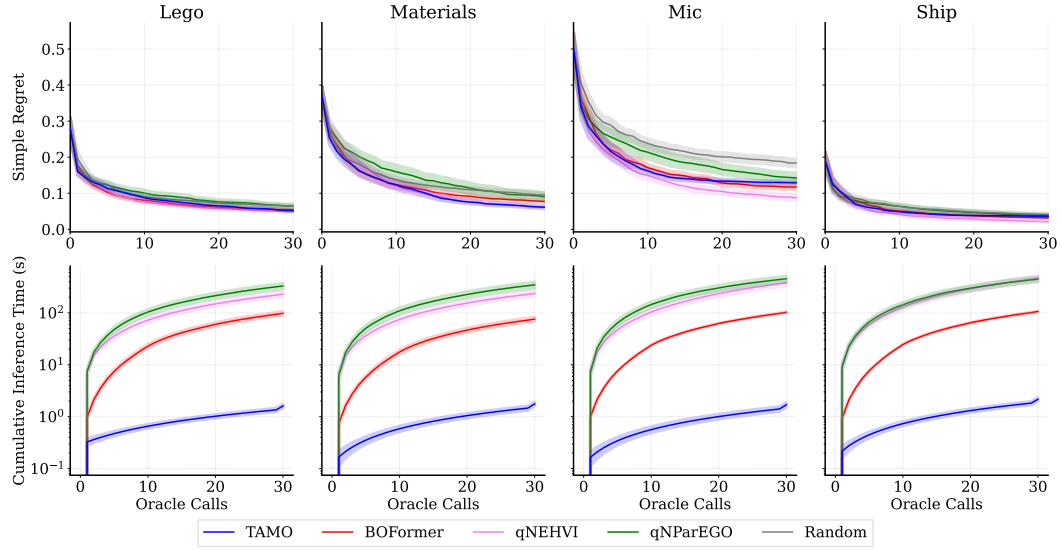 Lego Materials Mic Ship
Simple Regret
0.5
0.4
0.3
0.2
0.1
0.0
0 10 20 30 0 10 20 30 0 10 20 30 0 10 20 30
Cumulative Inference Time (s)
10²
10¹
10⁰
10⁻¹
0 10 20 30 0 10 20 30 0 10 20 30 0 10 20 30
Oracle Calls Oracle Calls Oracle Calls Oracle Calls
TAMO BOFormer qNEHVI qNParEGO Random